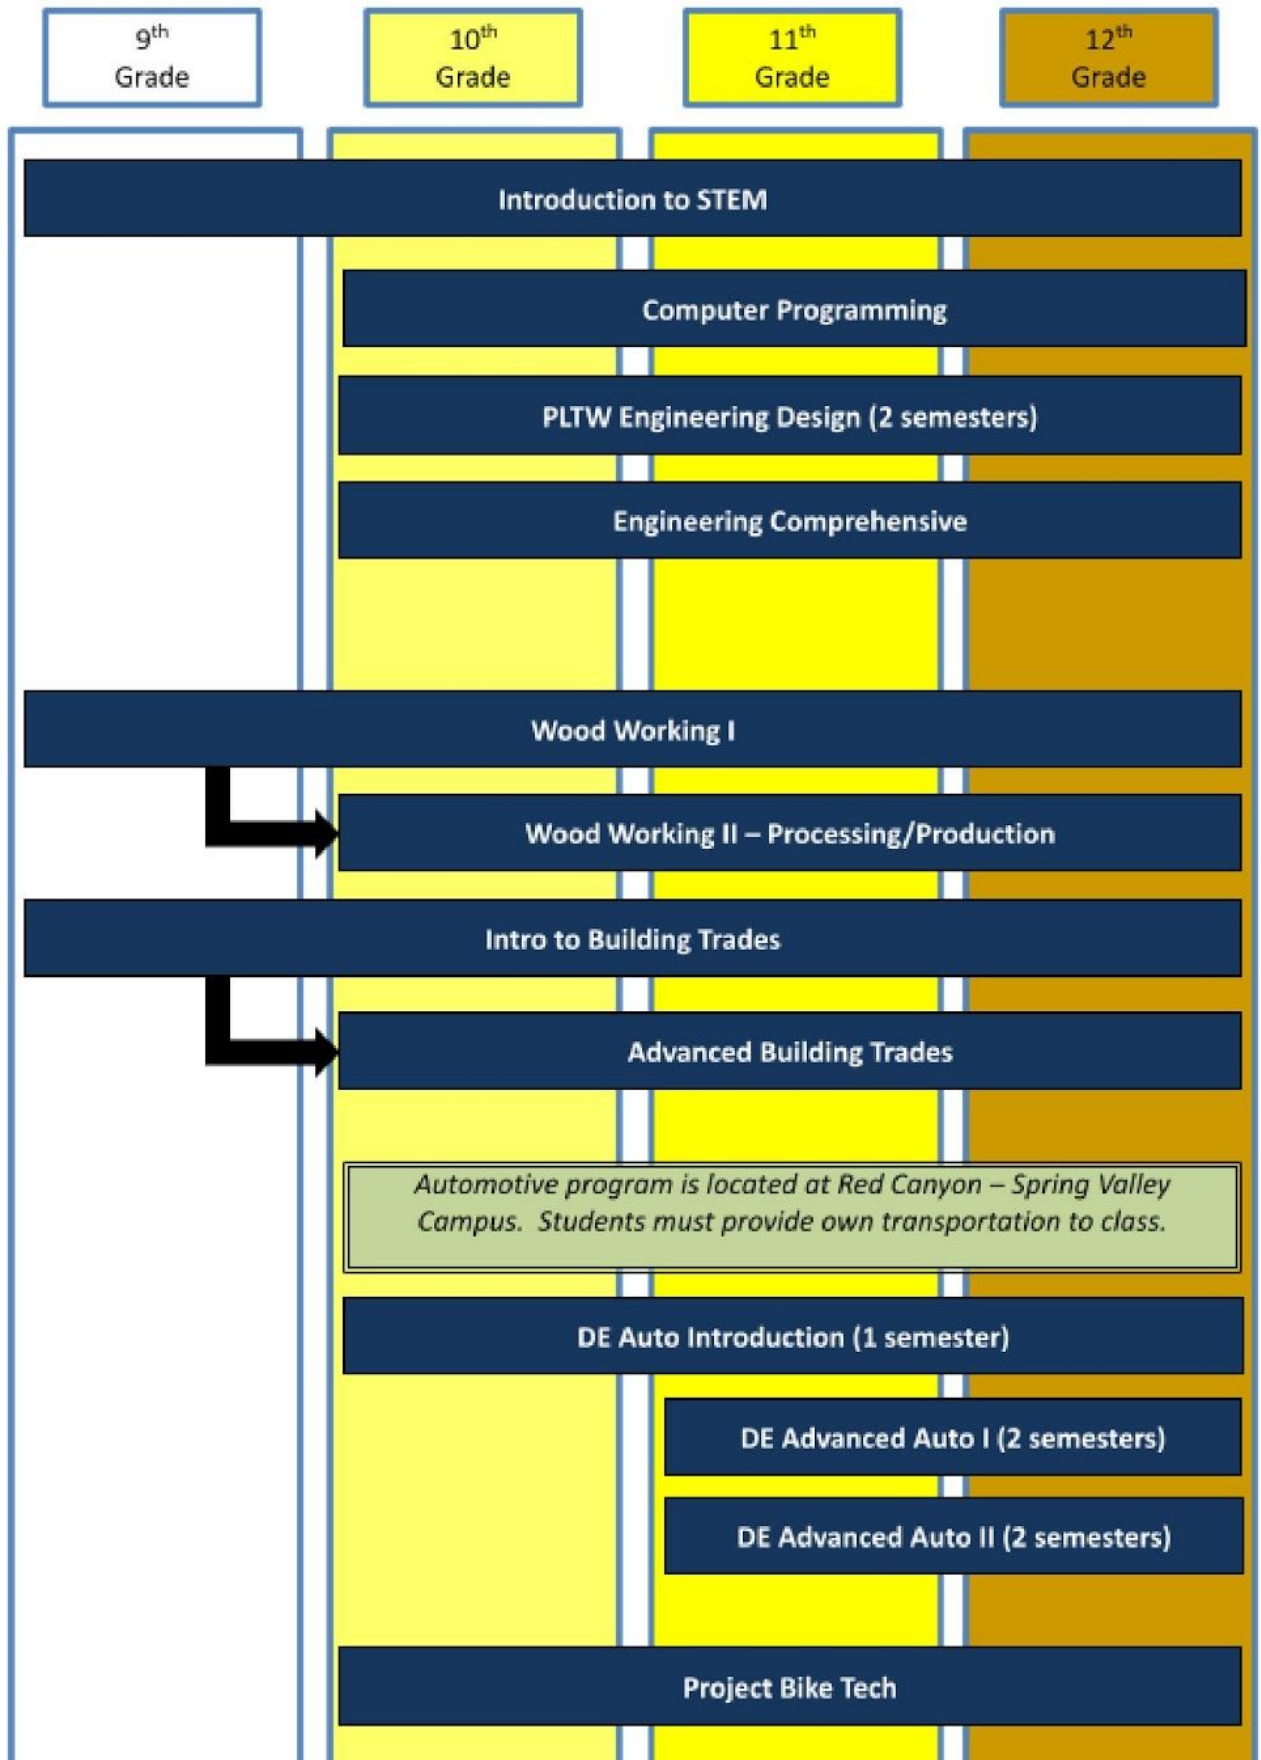 9th
Grade
10th
Grade
11th
Grade
12th
Grade
Introduction to STEM
Computer Programming
PLTW Engineering Design (2 semesters)
Engineering Comprehensive
Wood Working I
Wood Working II – Processing/Production
Intro to Building Trades
Advanced Building Trades
Automotive program is located at Red Canyon – Spring Valley
Campus.  Students must provide own transportation to class.
DE Auto Introduction (1 semester)
DE Advanced Auto I (2 semesters)
DE Advanced Auto II (2 semesters)
Project Bike Tech